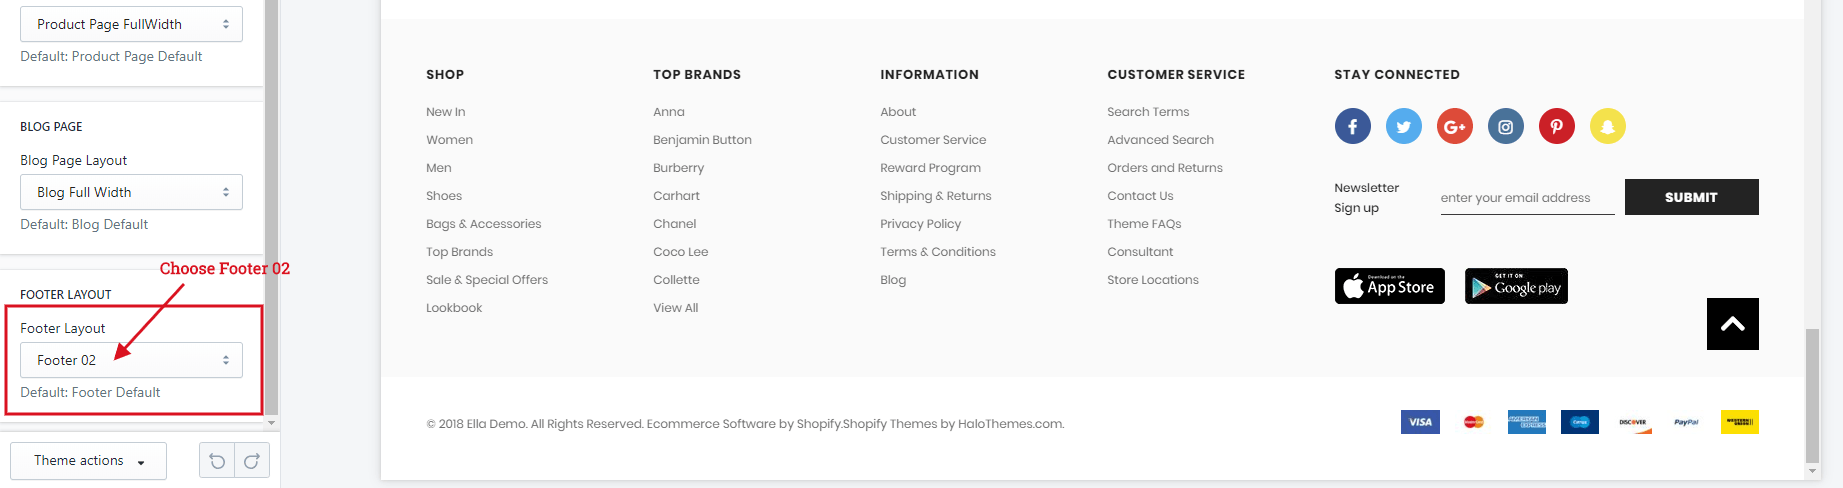 Product Page FullWidth
Default: Product Page Default
BLOG PAGE
Blog Page Layout
Blog Full Width
Default: Blog Default
Choose Footer 02
FOOTER LAYOUT
Footer Layout
Footer 02
Default: Footer Default
Theme actions
SHOP
New In
Women
Men
Shoes
Bags & Accessories
Top Brands
Sale & Special Offers
Lookbook
TOP BRANDS
Anna
Benjamin Button
Burberry
Carhart
Chanel
Coco Lee
Collette
View All
INFORMATION
About
Customer Service
Reward Program
Shipping & Returns
Privacy Policy
Terms & Conditions
Blog
CUSTOMER SERVICE
Search Terms
Advanced Search
Orders and Returns
Contact Us
Theme FAQs
Consultant
Store Locations
STAY CONNECTED
Newsletter
Sign up
enter your email address
SUBMIT
Download on the
App Store
GET IT ON
Google play
© 2018 Ella Demo. All Rights Reserved. Ecommerce Software by Shopify.Shopify Themes by HaloThemes.com.
VISA
AMERICAN
EXPRESS
DISCOVER
PayPal
WESTERN
UNION